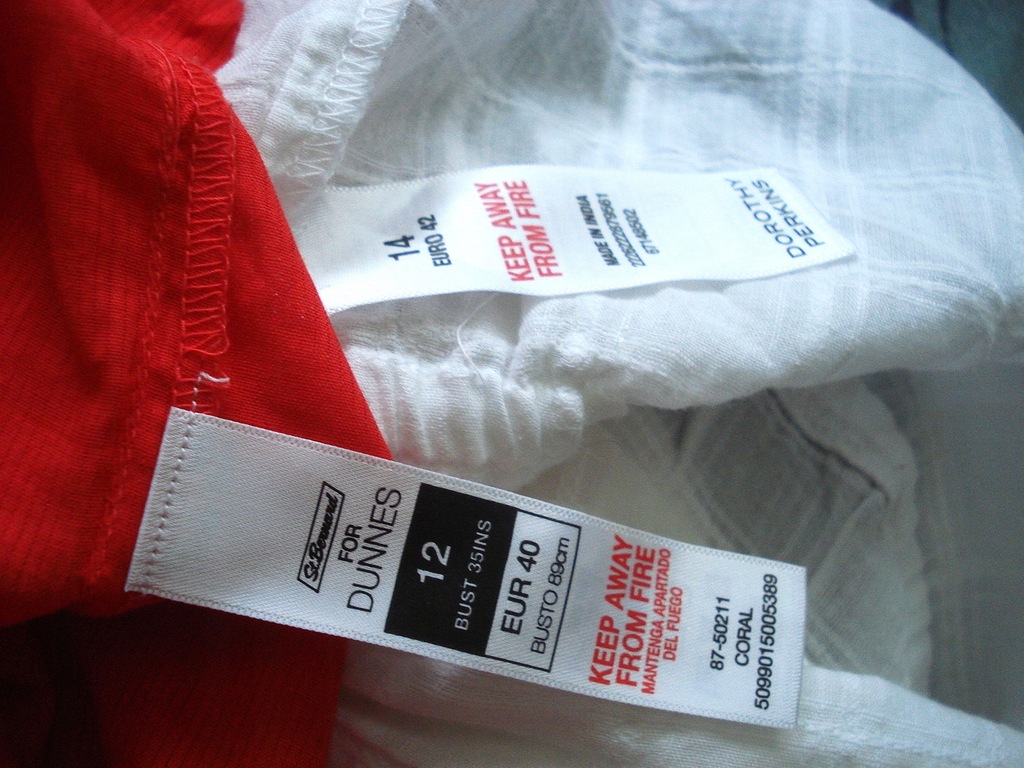 14
EURO 42
KEEP AWAY
FROM FIRE
MADE IN INDIA
67148502
DOROTHY
PERKINS
St.Bernard
FOR
DUNNES
12
BUST 35INS
EUR 40
BUSTO 89cm
KEEP AWAY
FROM FIRE
MANTENGA APARTADO
DEL FUEGO
87-50211
CORAL
5099015005389